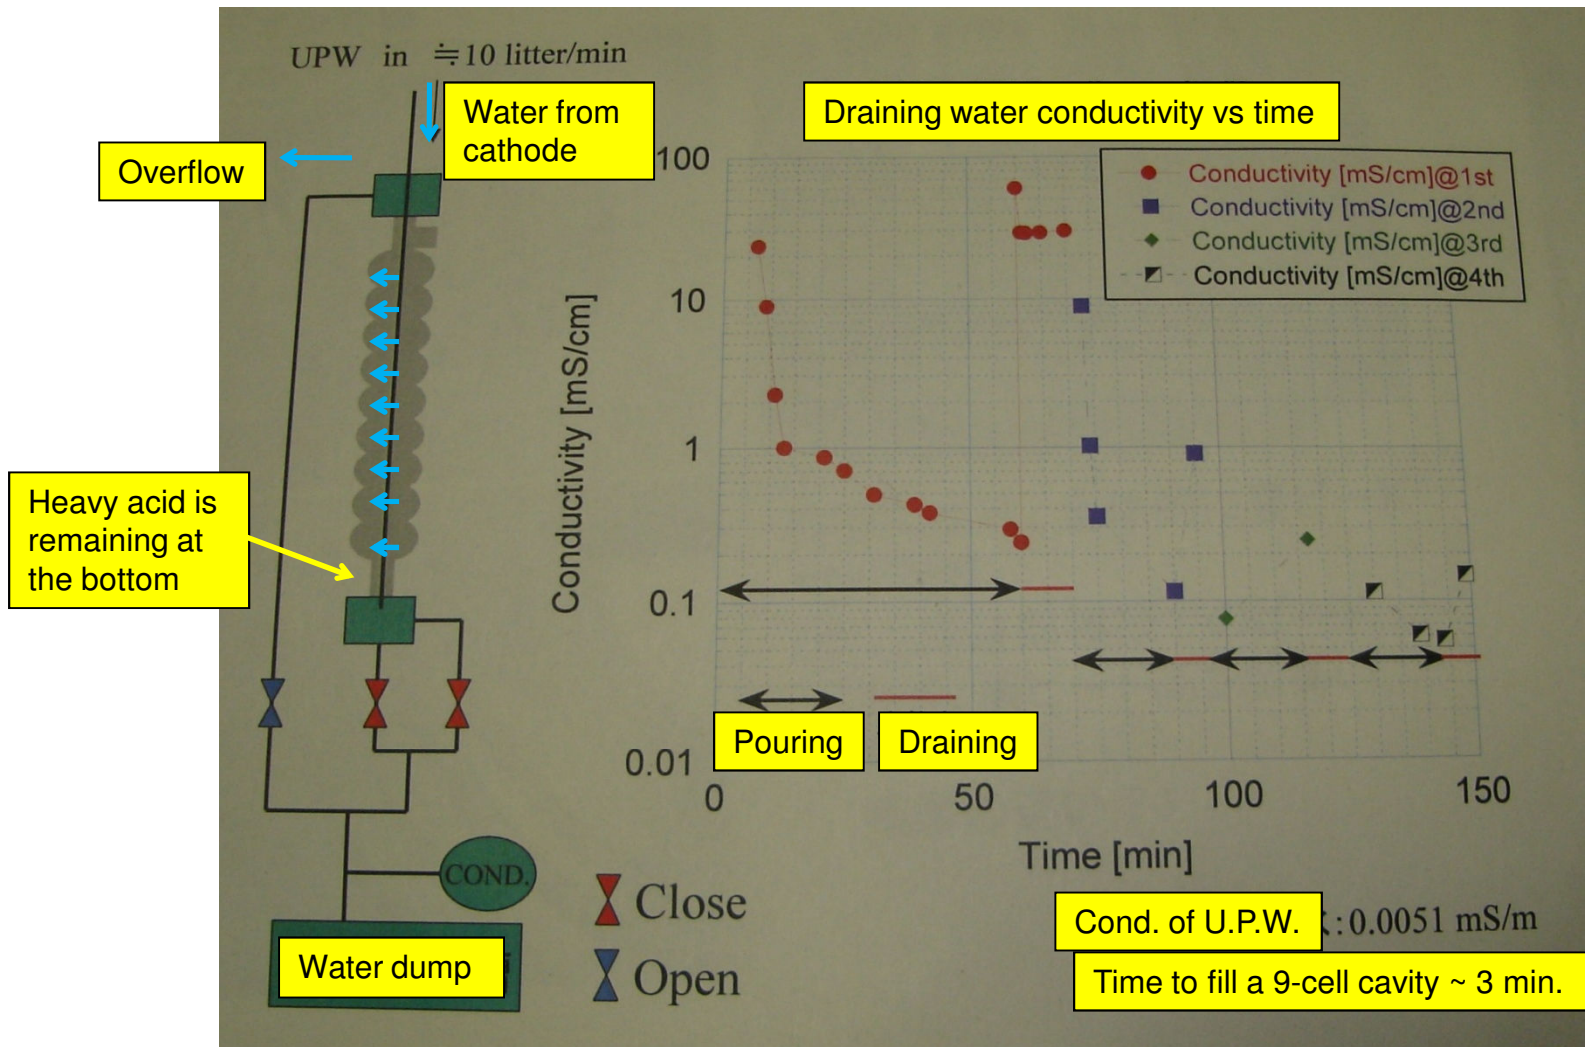 UPW in ≒10 litter/min
Water from
cathode
Overflow
Heavy acid is
remaining at
the bottom
COND.
Water dump
Close
Open
Draining water conductivity vs time
Conductivity [mS/cm]@1st
Conductivity [mS/cm]@2nd
Conductivity [mS/cm]@3rd
Conductivity [mS/cm]@4th
Conductivity [mS/cm]
100
10
1
0.1
0.01
Pouring
Draining
0
50
100
150
Time [min]
Cond. of U.P.W. :0.0051 mS/m
Time to fill a 9-cell cavity ~ 3 min.